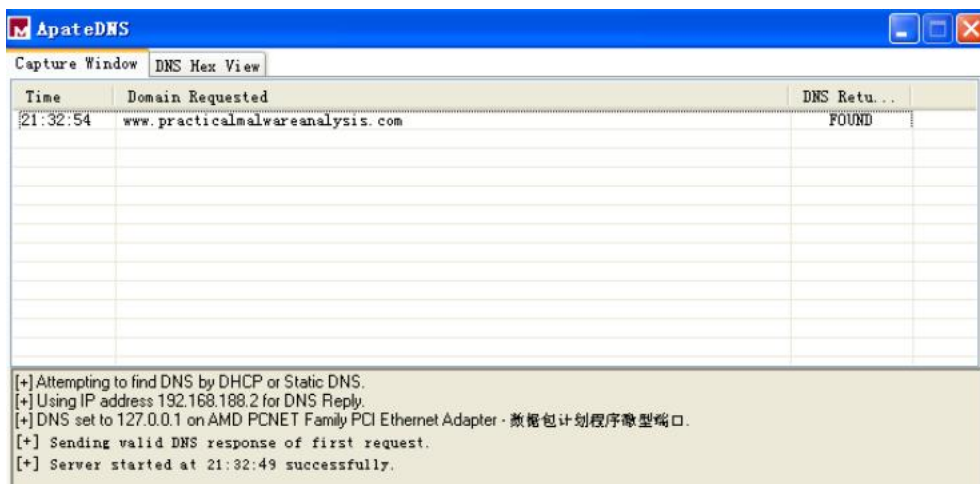 ApateDNS
Capture Window DNS Hex View
Time Domain Requested DNS Retu...
21:32:54 www.practicalmalwareanalysis.com FOUND
[+] Attempting to find DNS by DHCP or Static DNS.
[+] Using IP address 192.168.188.2 for DNS Reply.
[+] DNS set to 127.0.0.1 on AMD PCNET Family PCI Ethernet Adapter - 数据包计划程序微型端口.
[+] Sending valid DNS response of first request.
[+] Server started at 21:32:49 successfully.